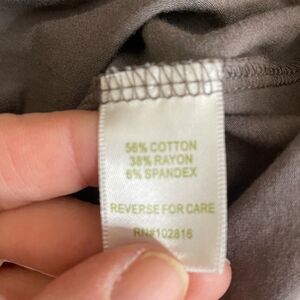 56% COTTON
38% RAYON
6% SPANDEX
REVERSE FOR CARE
RN#102816